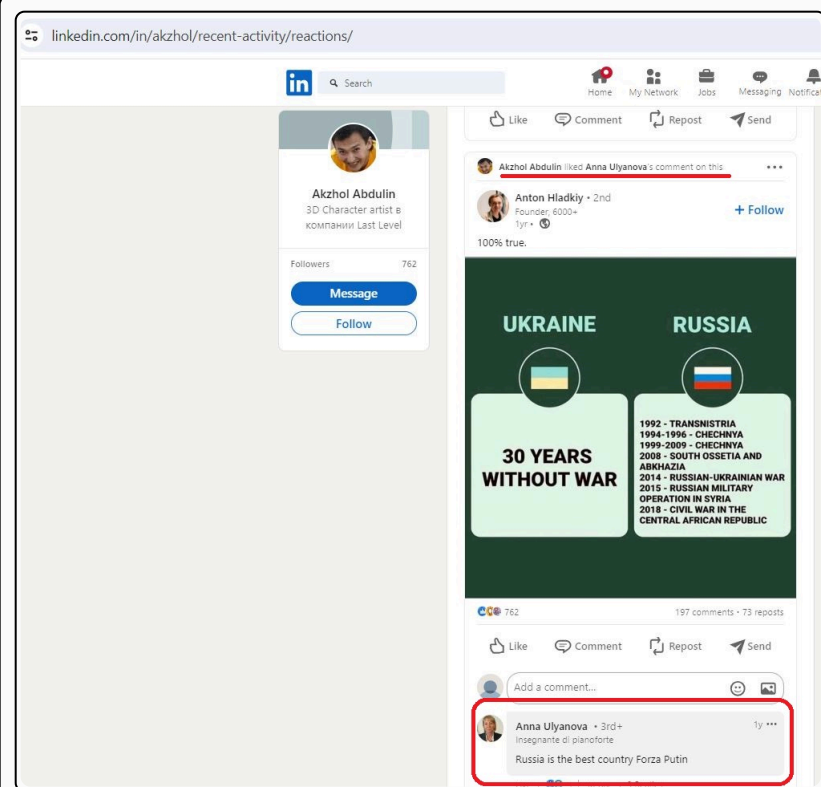 linkedin.com/in/akzhol/recent-activity/reactions/
in
Search
Home
My Network
Jobs
Messaging
Notificat
Akzhol Abdulin
3D Character artist в
компании Last Level
Followers 762
Message
Follow
Like Comment Repost Send
Akzhol Abdulin liked Anna Ulyanova's comment on this
Anton Hladkiy • 2nd
Founder, 6000+
1yr •
+ Follow
100% true.
UKRAINE
30 YEARS
WITHOUT WAR
RUSSIA
1992 - TRANSNISTRIA
1994-1996 - CHECHNYA
1999-2009 - CHECHNYA
2008 - SOUTH OSSETIA AND
ABKHAZIA
2014 - RUSSIAN-UKRAINIAN WAR
2015 - RUSSIAN MILITARY
OPERATION IN SYRIA
2018 - CIVIL WAR IN THE
CENTRAL AFRICAN REPUBLIC
762
197 comments • 73 reposts
Like Comment Repost Send
Add a comment...
Anna Ulyanova • 3rd+
1y
Insegnante di pianoforte
Russia is the best country Forza Putin